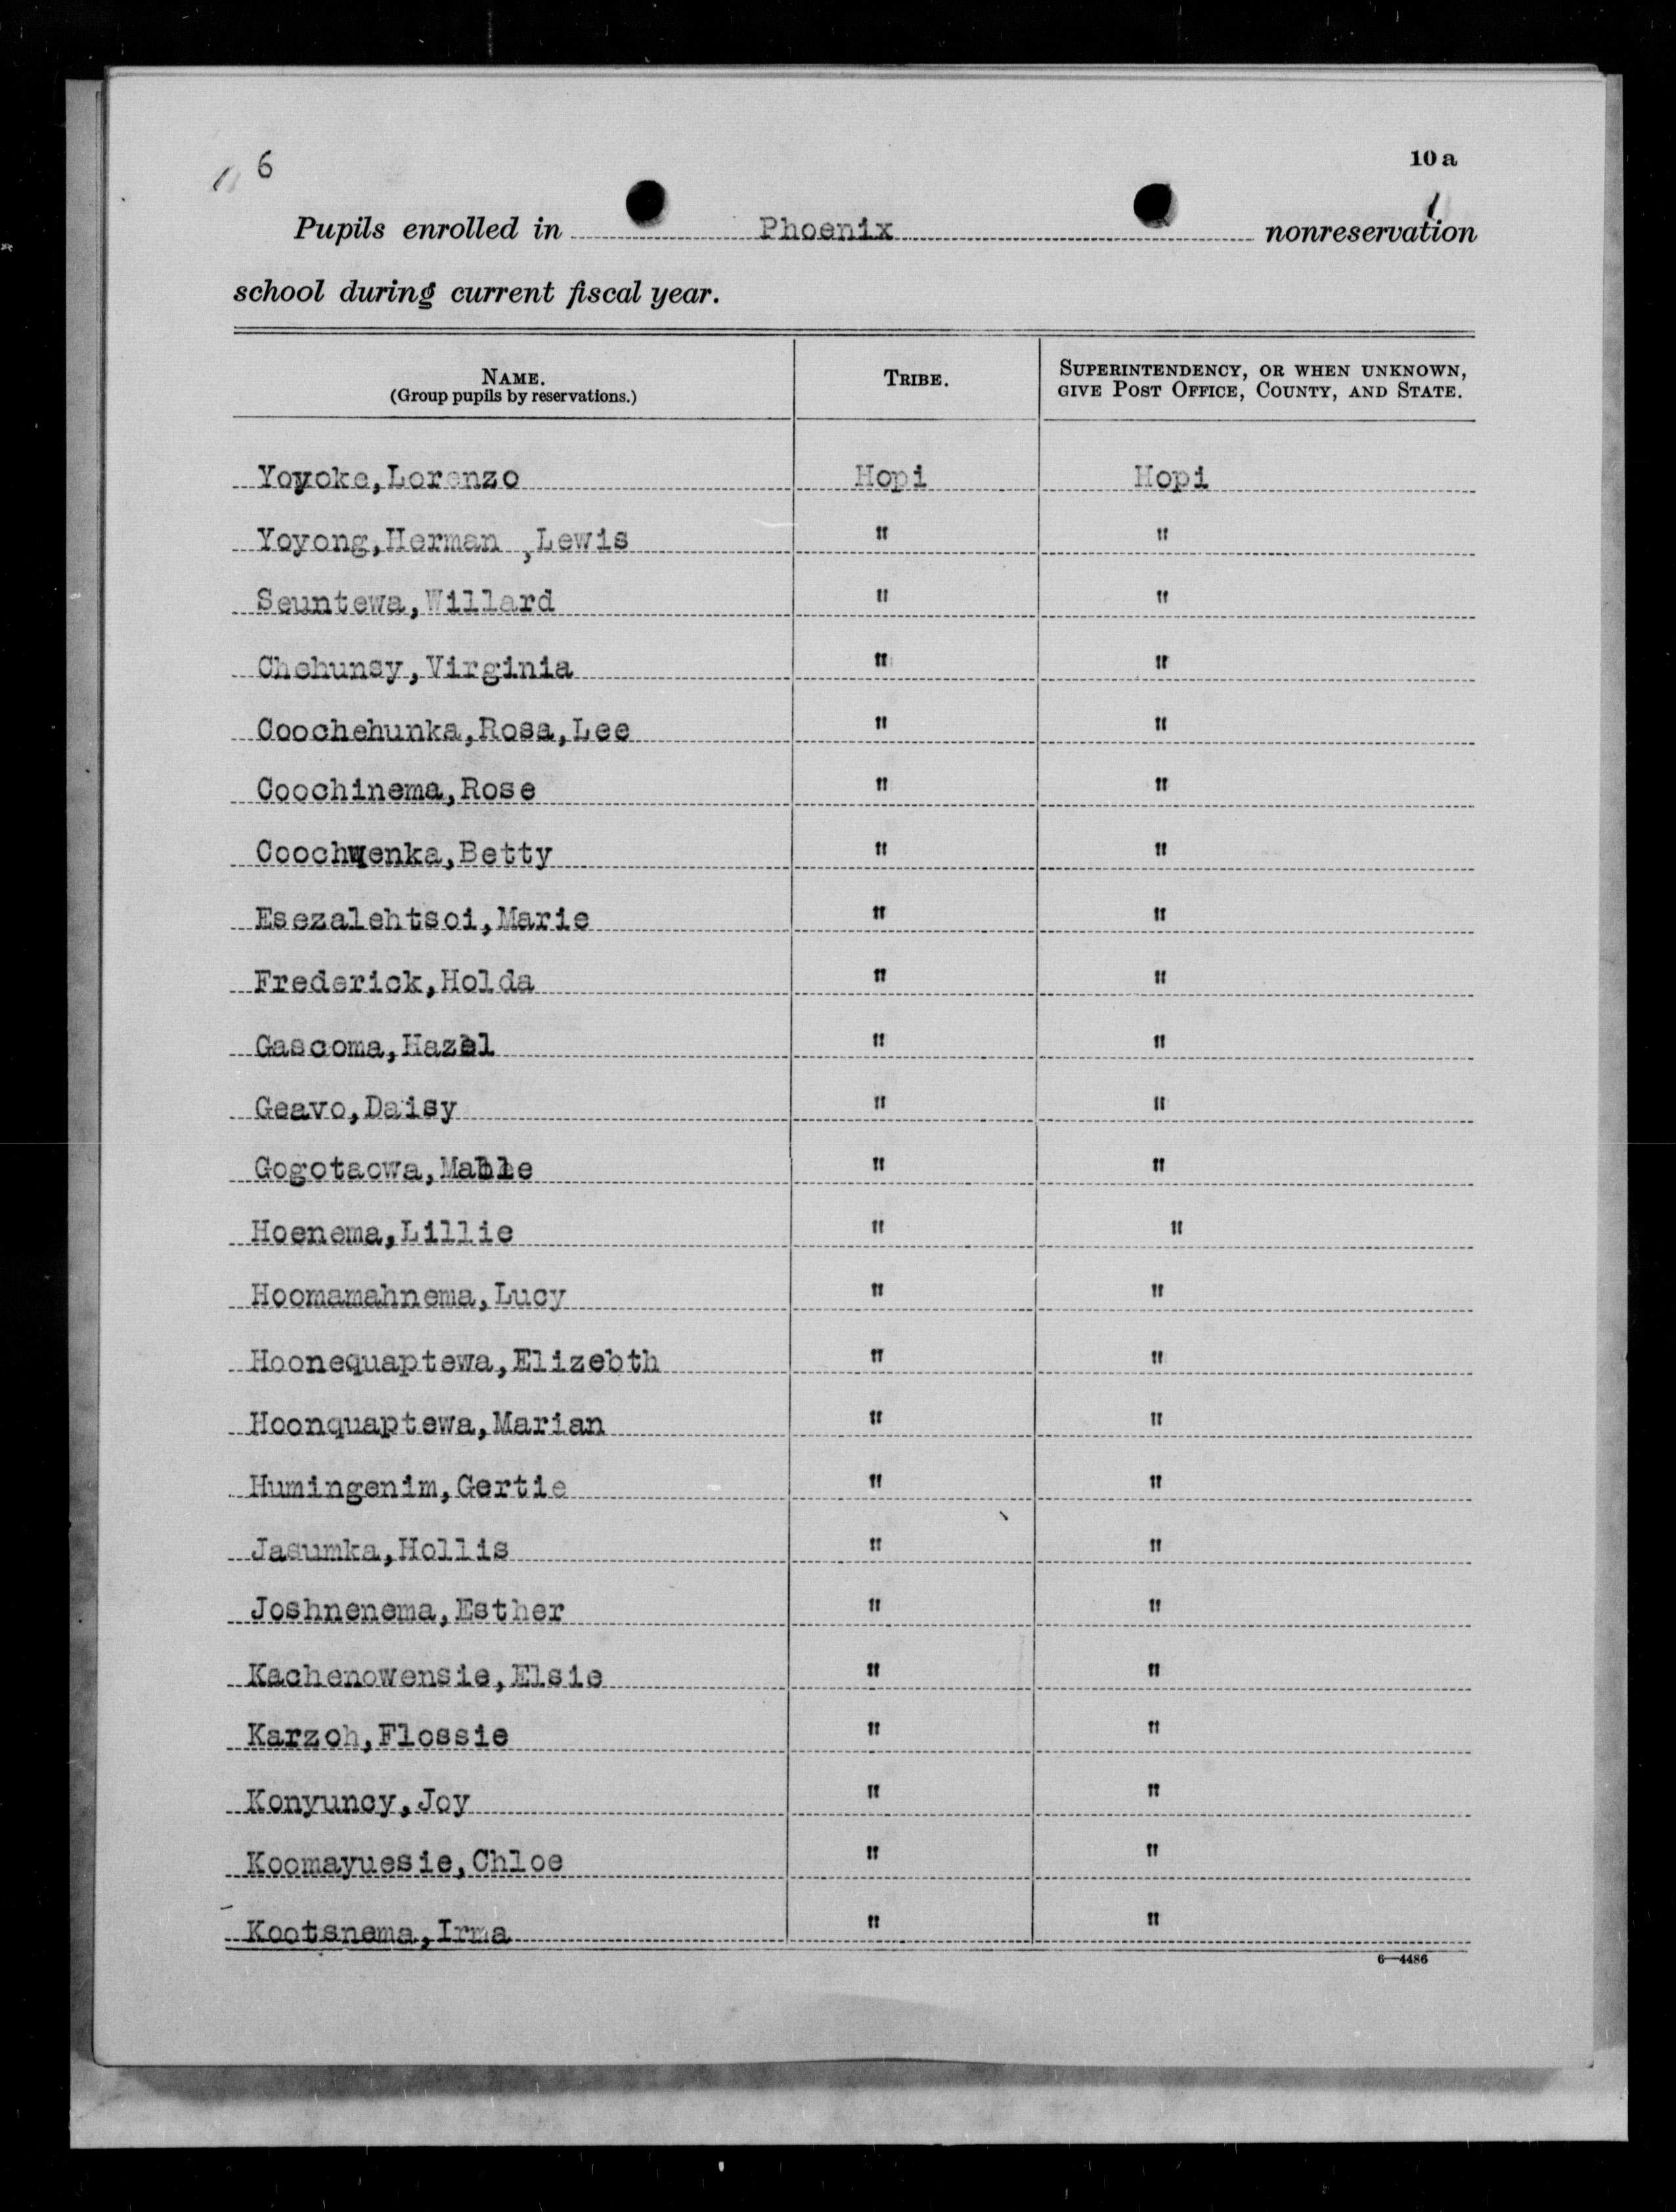 6
10 a
Pupils enrolled in Phoenix nonreservation
school during current fiscal year.
NAME. TRIBE. SUPERINTENDENCY, OR WHEN UNKNOWN,
(Group pupils by reservations.) GIVE POST OFFICE, COUNTY, AND STATE.
Yoyoke,Lorenzo Hopi Hopi
Yoyong,Herman ,Lewis " "
Seuntewa,Willard " "
Chehunsy,Virginia " "
Coochehunka,Rosa,Lee " "
Coochinema,Rose " "
Coochwenka,Betty " "
Esezalehtsoi,Marie " "
Frederick,Holda " "
Gascoma,Hazel " "
Geavo,Daisy " "
Gogotaowa,Mable " "
Hoenema,Lillie " "
Hoomamahnema,Lucy " "
Hoonequaptewa,Elizebth " "
Hoonquaptewa,Marian " "
Humingenim,Gertie " "
Jasumka,Hollis " "
Joshnenema,Esther " "
Kachenowensie,Elsie " "
Karzoh,Flossie " "
Konyuncy,Joy " "
Koomayuesie,Chloe " "
Kootsnema,Irma " "
6—4486